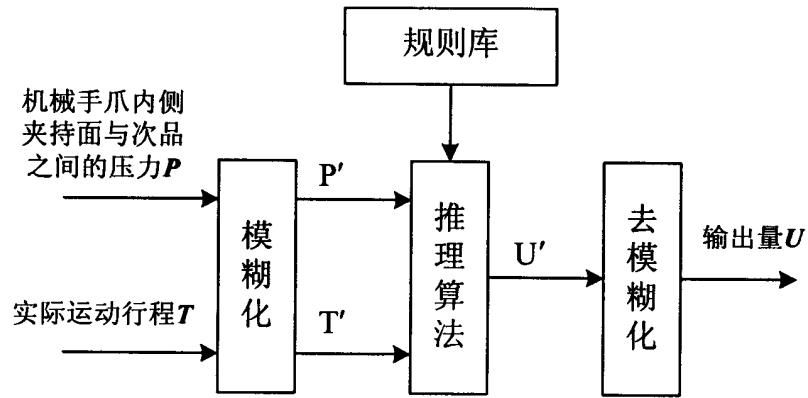 规则库
机械手爪内侧
夹持面与次品
之间的压力P
模糊化
P′
推理算法
U′
去模糊化
输出量U
实际运动行程T
T′